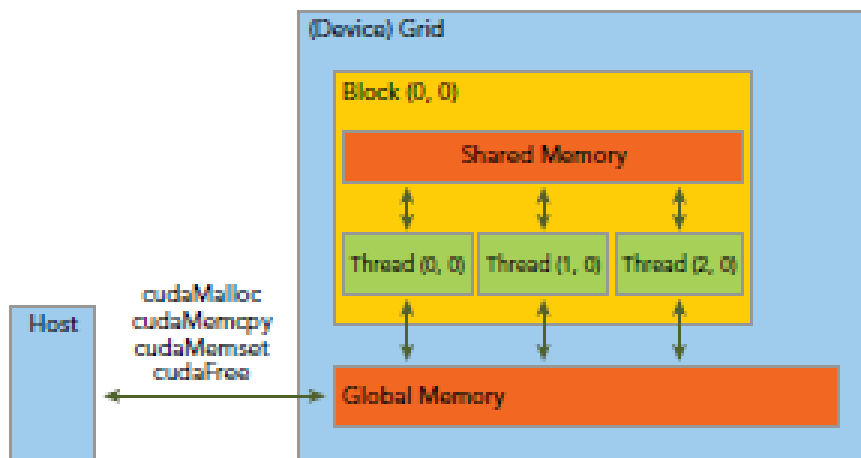 (Device) Grid
Block (0, 0)
Shared Memory
Thread (0, 0)
Thread (1, 0)
Thread (2, 0)
cudaMalloc
cudaMemcpy
cudaMemset
cudaFree
Host
Global Memory